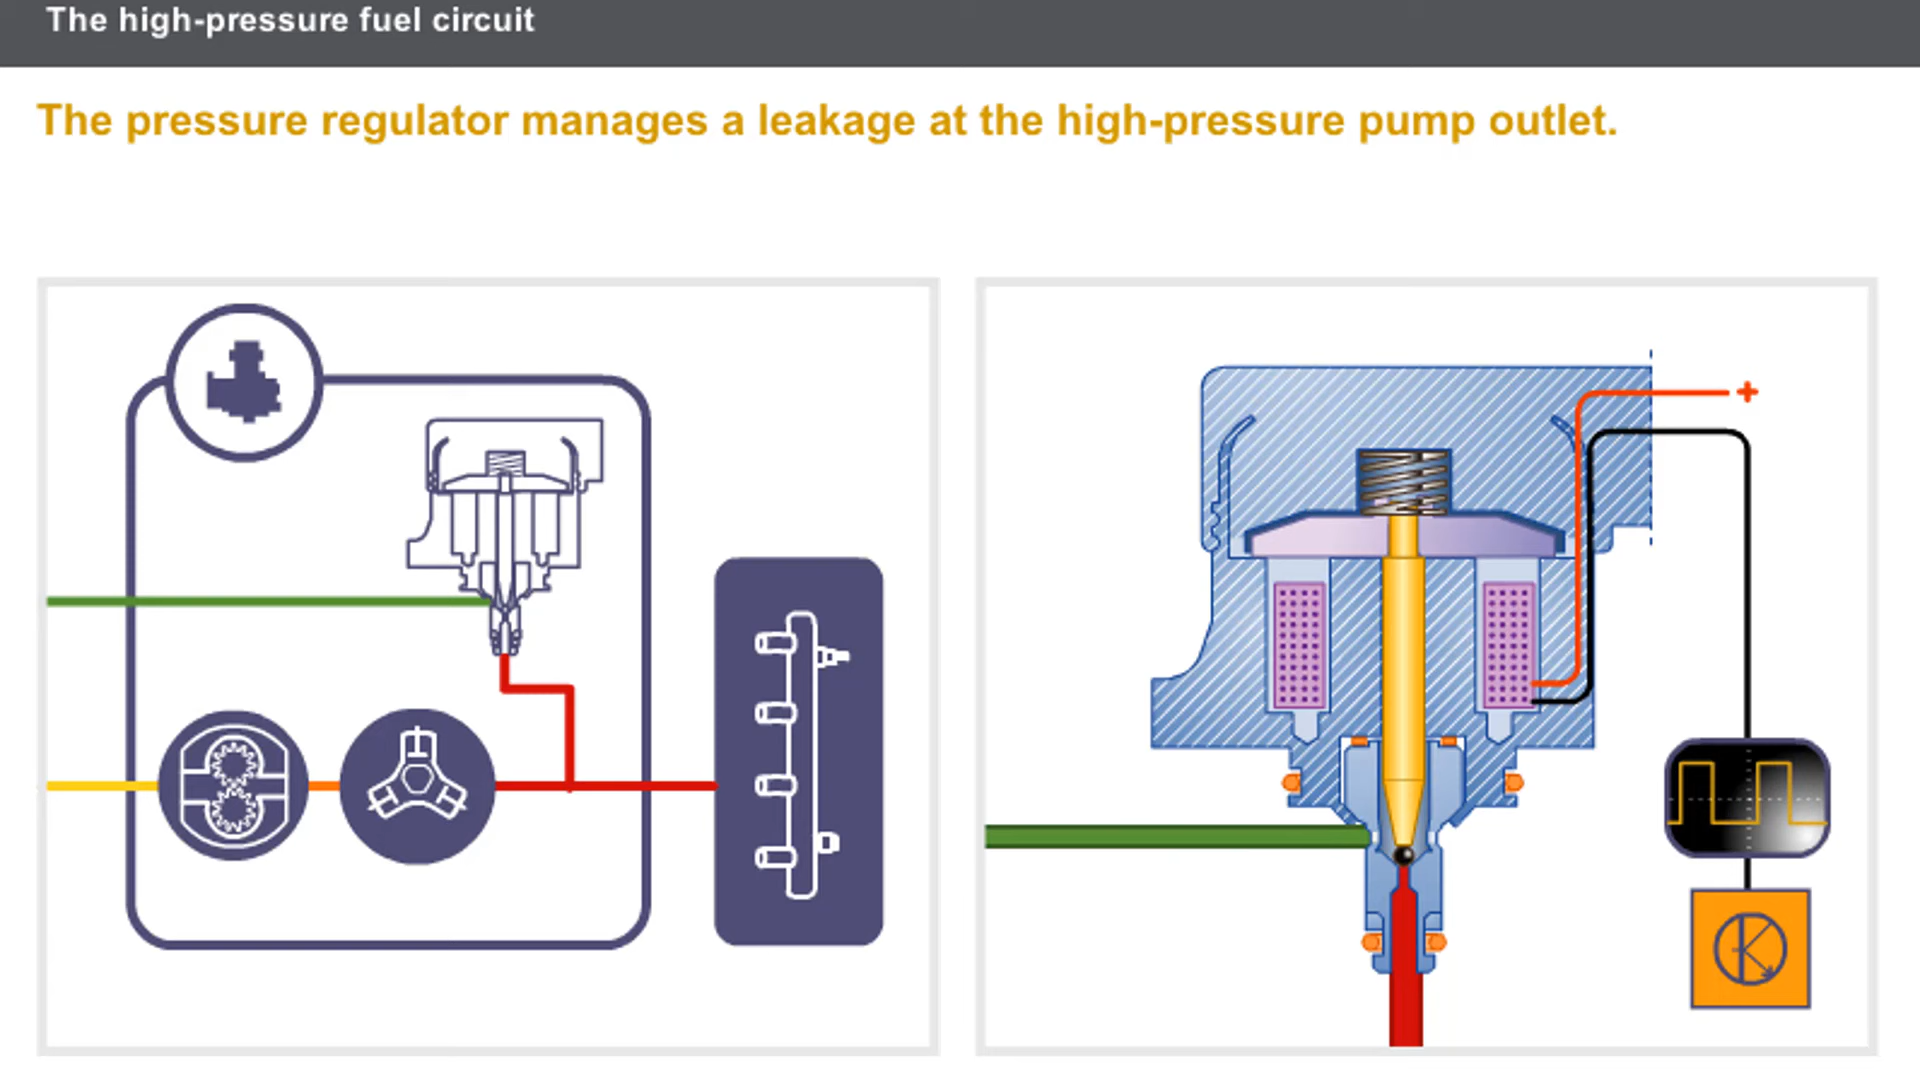 The high-pressure fuel circuit
The pressure regulator manages a leakage at the high-pressure pump outlet.
+